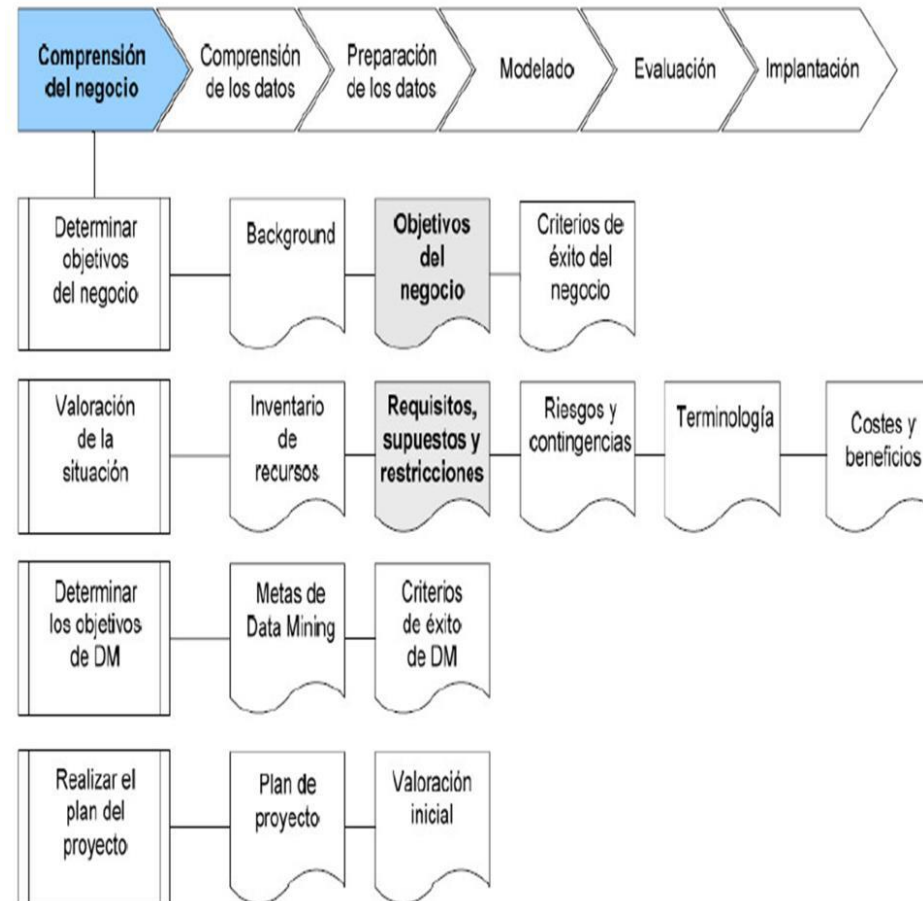 Comprensión
del negocio
Comprensión
de los datos
Preparación
de los datos
Modelado
Evaluación
Implantación
Determinar
objetivos
del negocio
Background
Objetivos
del
negocio
Criterios de
éxito del
negocio
Valoración
de la
situación
Inventario
de
recursos
Requisitos,
supuestos y
restricciones
Riesgos y
contingencias
Terminología
Costes y
beneficios
Determinar
los objetivos
de DM
Metas de
Data Mining
Criterios
de éxito
de DM
Realizar el
plan del
proyecto
Plan de
proyecto
Valoración
inicial